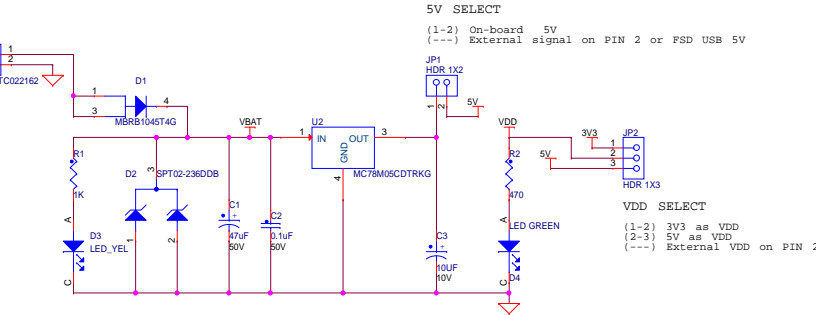 5V SELECT
(1-2) On-board 5V
(---) External signal on PIN 2 or FSD USB 5V
JP1
HDR 1X2
1
2
TC022162
D1
1
4
3
MBRB1045T4G
1
2
5V
VBAT
U2
1
IN
OUT
3
GND
4
MC78M05CDTRKG
VDD
3V3
JP2
1
2
3
5V
HDR 1X3
R1
1K
D2
3
SPT02-236DDB
1
2
R2
470
C1
+
47uF
50V
C2
0.1uF
50V
A
D3
LED_YEL
C
C3
+
10UF
10V
A
LED GREEN
C
D4
VDD SELECT
(1-2) 3V3 as VDD
(2-3) 5V as VDD
(---) External VDD on PIN 2